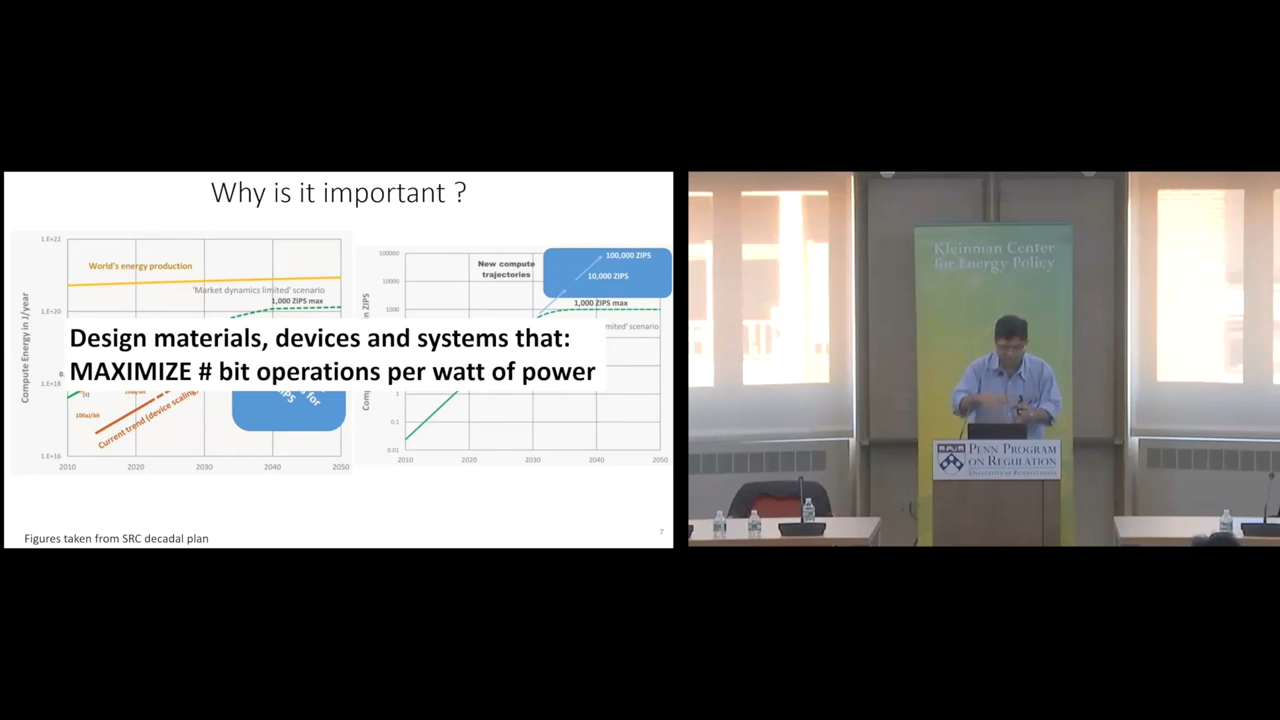 Why is it important ?
1.E+22
World's energy production
'Market dynamics limited' scenario
1,000 ZIPS max
1.E+20
Compute Energy in J/year
1.E+18
[1]
100aJ/bit
Current trend (device scaling)
for
1.E+16
2010
2020
2030
2040
2050
Design materials, devices and systems that:
MAXIMIZE # bit operations per watt of power
100000
New compute
trajectories
100,000 ZIPS
10000
10,000 ZIPS
1,000 ZIPS max
1000
in ZIPS
scenario
1
0.1
0.01
2010
2020
2030
2040
2050
Figures taken from SRC decadal plan
7
Kleinman Center
for Energy Policy
PENN PROGRAM
ON REGULATION
UNIVERSITY OF PENNSYLVANIA